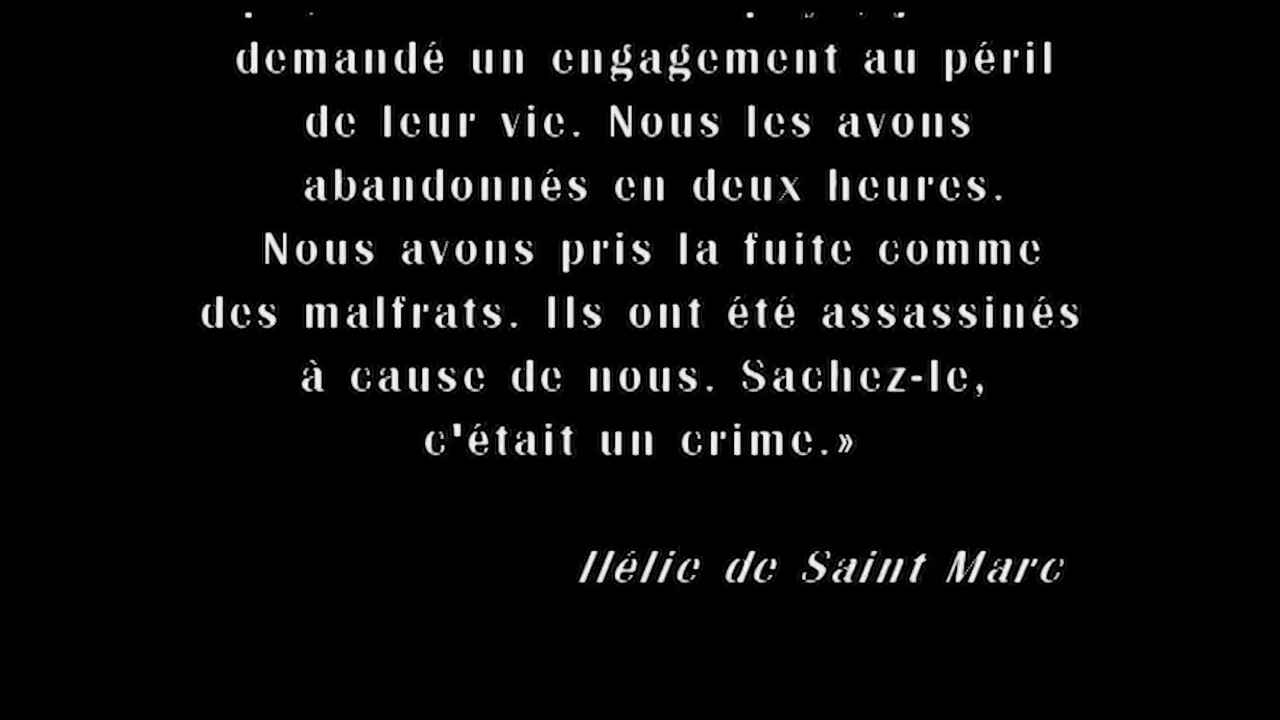 demandé un engagement au péril
de leur vie. Nous les avons
abandonnés en deux heures.
Nous avons pris la fuite comme
des malfrats. Ils ont été assassinés
à cause de nous. Sachez-le,
c'était un crime.»
Hélie de Saint Marc